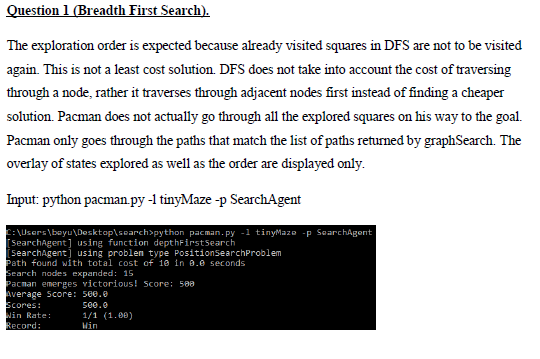 Question 1 (Breadth First Search).
The exploration order is expected because already visited squares in DFS are not to be visited
again. This is not a least cost solution. DFS does not take into account the cost of traversing
through a node, rather it traverses through adjacent nodes first instead of finding a cheaper
solution. Pacman does not actually go through all the explored squares on his way to the goal.
Pacman only goes through the paths that match the list of paths returned by graphSearch. The
overlay of states explored as well as the order are displayed only.
Input: python pacman.py -l tinyMaze -p SearchAgent
C:\Users\beyu\Desktop\search>python pacman.py -l tinyMaze -p SearchAgent
[SearchAgent] using function depthFirstSearch
[SearchAgent] using problem type PositionSearchProblem
Path found with total cost of 10 in 0.0 seconds
Search nodes expanded: 15
Pacman emerges victorious! Score: 500
Average Score: 500.0
Scores:        500.0
Win Rate:      1/1 (1.00)
Record:        Win